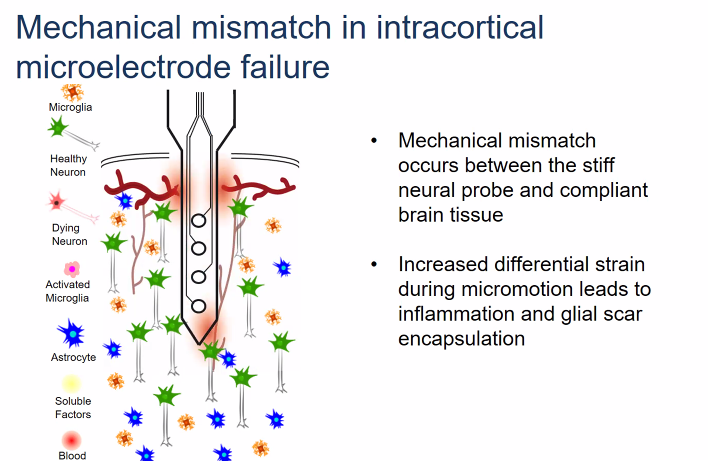 Mechanical mismatch in intracortical
microelectrode failure
Microglia
Healthy
Neuron
Dying
Neuron
Activated
Microglia
Astrocyte
Soluble
Factors
Blood
• Mechanical mismatch
occurs between the stiff
neural probe and compliant
brain tissue
• Increased differential strain
during micromotion leads to
inflammation and glial scar
encapsulation